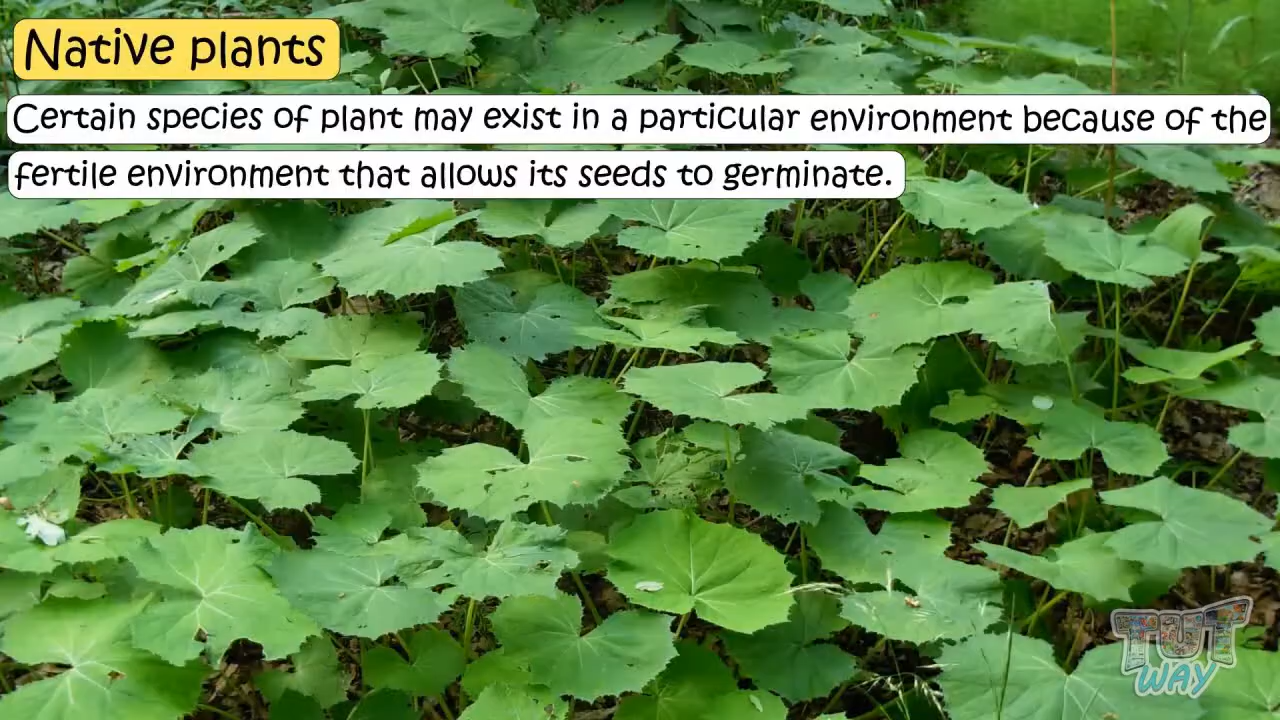 Native plants
Certain species of plant may exist in a particular environment because of the
fertile environment that allows its seeds to germinate.
TUT
WAY